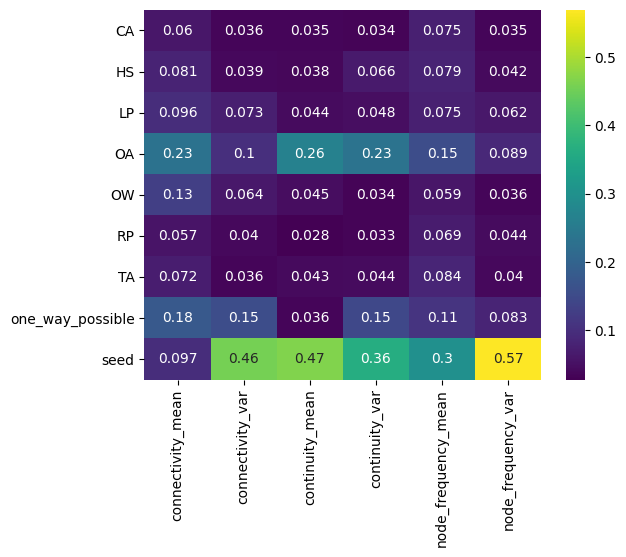 CA 0.06 0.036 0.035 0.034 0.075 0.035
HS 0.081 0.039 0.038 0.066 0.079 0.042
LP 0.096 0.073 0.044 0.048 0.075 0.062
OA 0.23 0.1 0.26 0.23 0.15 0.089
OW 0.13 0.064 0.045 0.034 0.059 0.036
RP 0.057 0.04 0.028 0.033 0.069 0.044
TA 0.072 0.036 0.043 0.044 0.084 0.04
one_way_possible 0.18 0.15 0.036 0.15 0.11 0.083
seed 0.097 0.46 0.47 0.36 0.3 0.57
connectivity_mean
connectivity_var
continuity_mean
continuity_var
node_frequency_mean
node_frequency_var
0.5
0.4
0.3
0.2
0.1